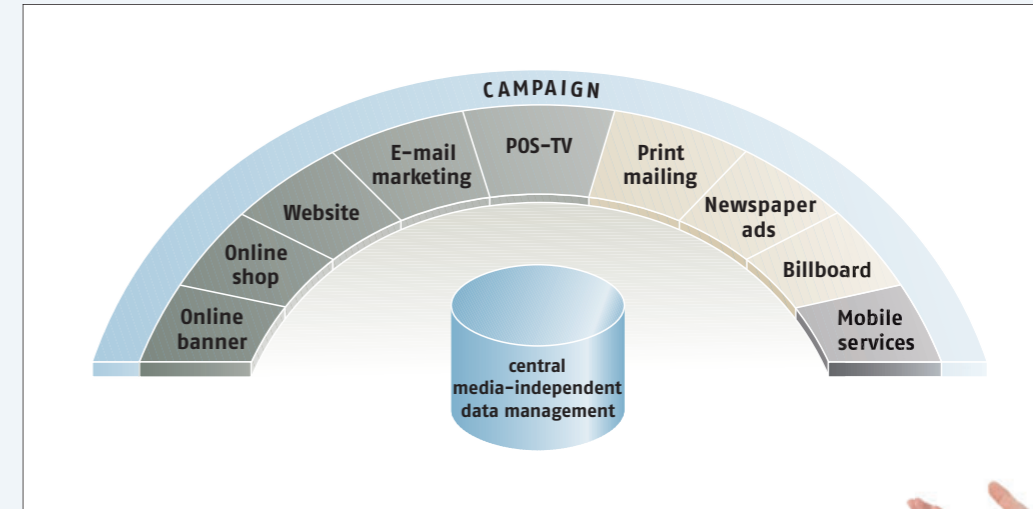 CAMPAIGN
Online
banner
Online
shop
Website
E-mail
marketing
POS-TV
Print
mailing
Newspaper
ads
Billboard
Mobile
services
central
media-independent
data management